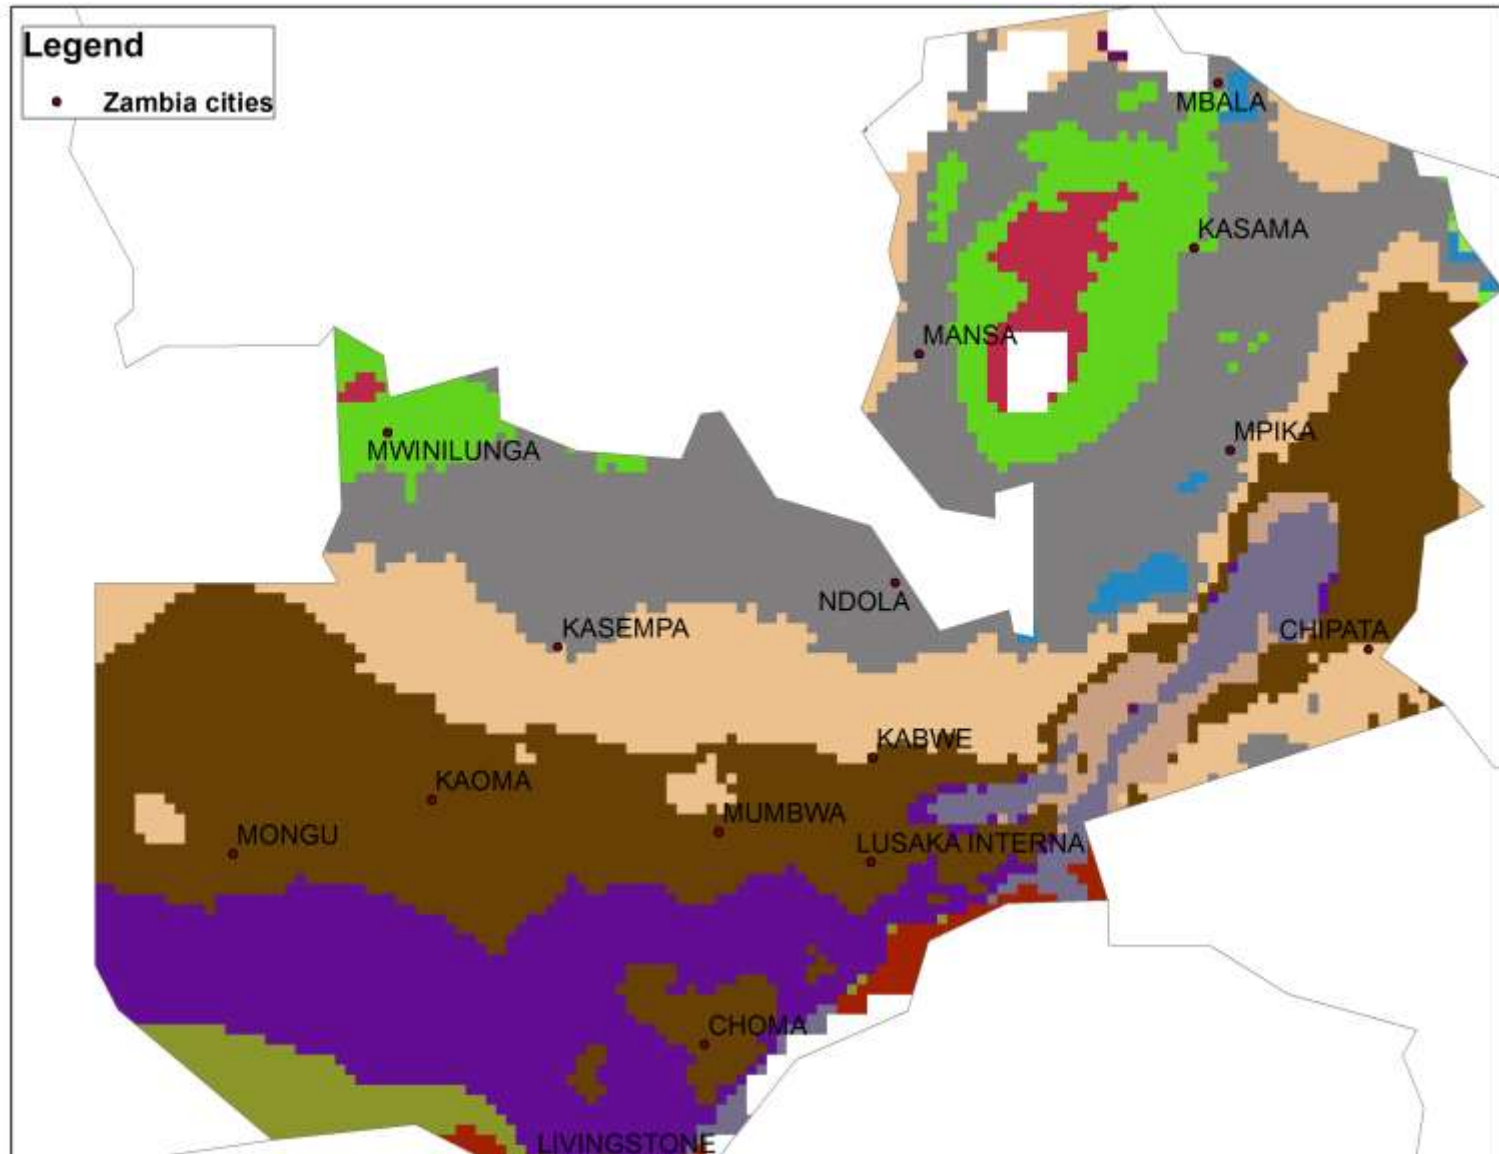 Legend
Zambia cities
MBALA
KASAMA
MANSA
MWINILUNGA
MPIKA
NDOLA
KASEMPA
CHIPATA
KABWE
KAOMA
MUMBWA
MONGU
LUSAKA INTERNA
CHOMA
LIVINGSTONE